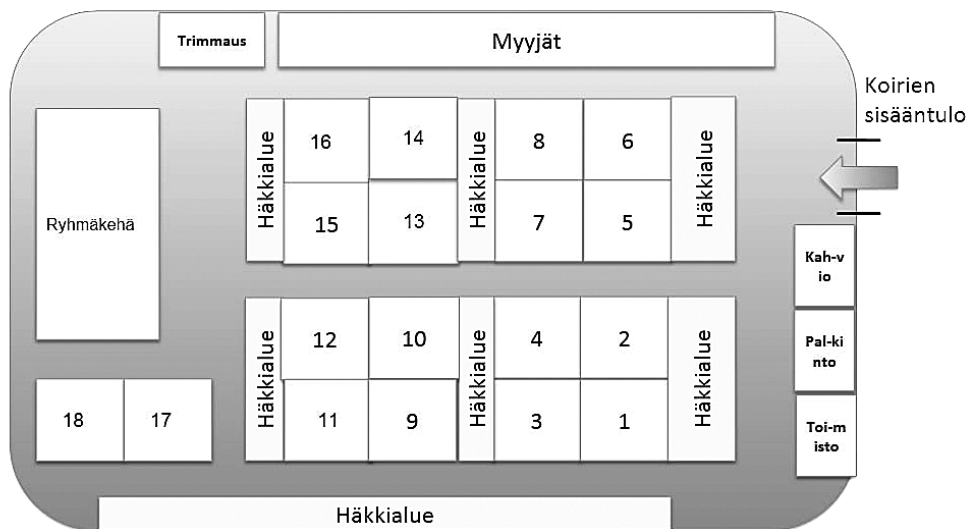 Trimmaus
Myyjät
Koirien
sisääntulo
Häkkialue
16
14
Häkkialue
8
6
Häkkialue
15
13
7
5
Ryhmäkehä
Kah-v
io
Häkkialue
12
10
Häkkialue
4
2
Häkkialue
Pal-ki
nto
11
9
3
1
18
17
Toi-m
isto
Häkkialue